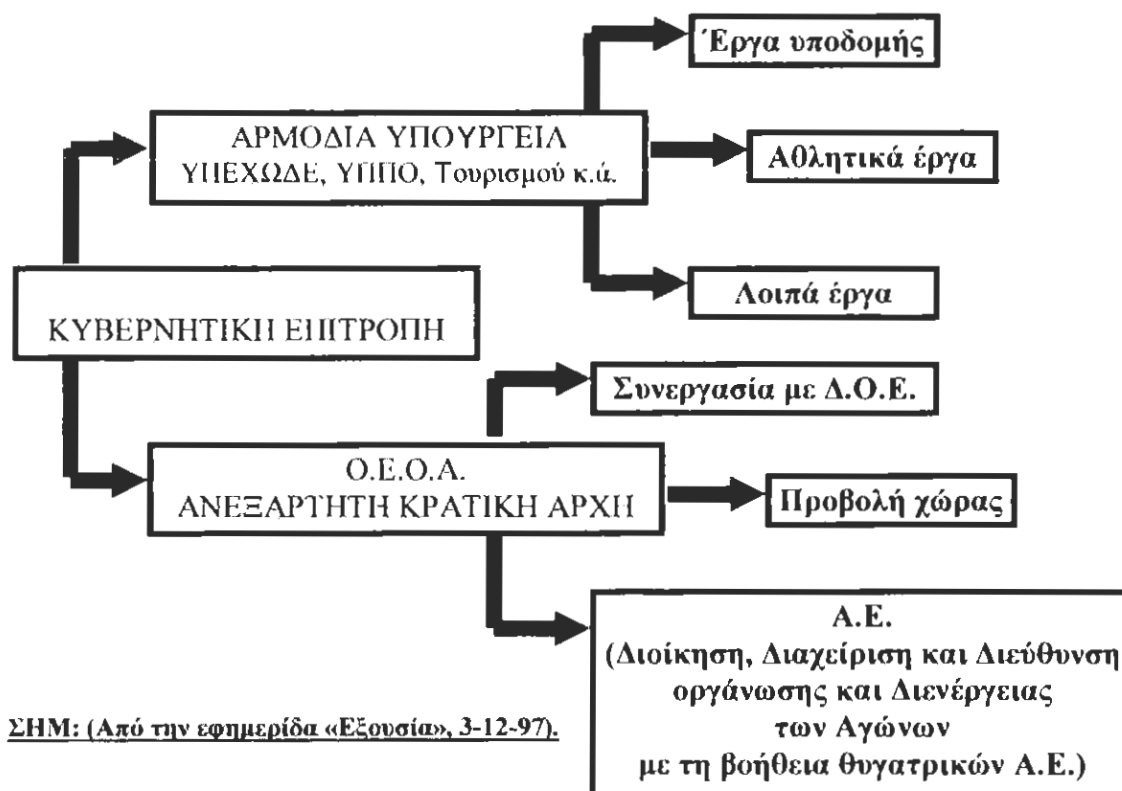 Έργα υποδομής
ΑΡΜΟΔΙΑ ΥΠΟΥΡΓΕΙΑ
ΥΠΕΧΩΔΕ, ΥΠΠΟ, Τουρισμού κ.ά.
Αθλητικά έργα
Λοιπά έργα
ΚΥΒΕΡΝΗΤΙΚΗ ΕΠΙΤΡΟΠΗ
Συνεργασία με Δ.Ο.Ε.
Ο.Ε.Ο.Α.
ΑΝΕΞΑΡΤΗΤΗ ΚΡΑΤΙΚΗ ΑΡΧΗ
Προβολή χώρας
Α.Ε.
(Διοίκηση, Διαχείριση και Διεύθυνση
οργάνωσης και Διενέργειας
των Αγώνων
με τη βοήθεια θυγατρικών Α.Ε.)
ΣΗΜ: (Από την εφημερίδα «Εξουσία», 3-12-97).